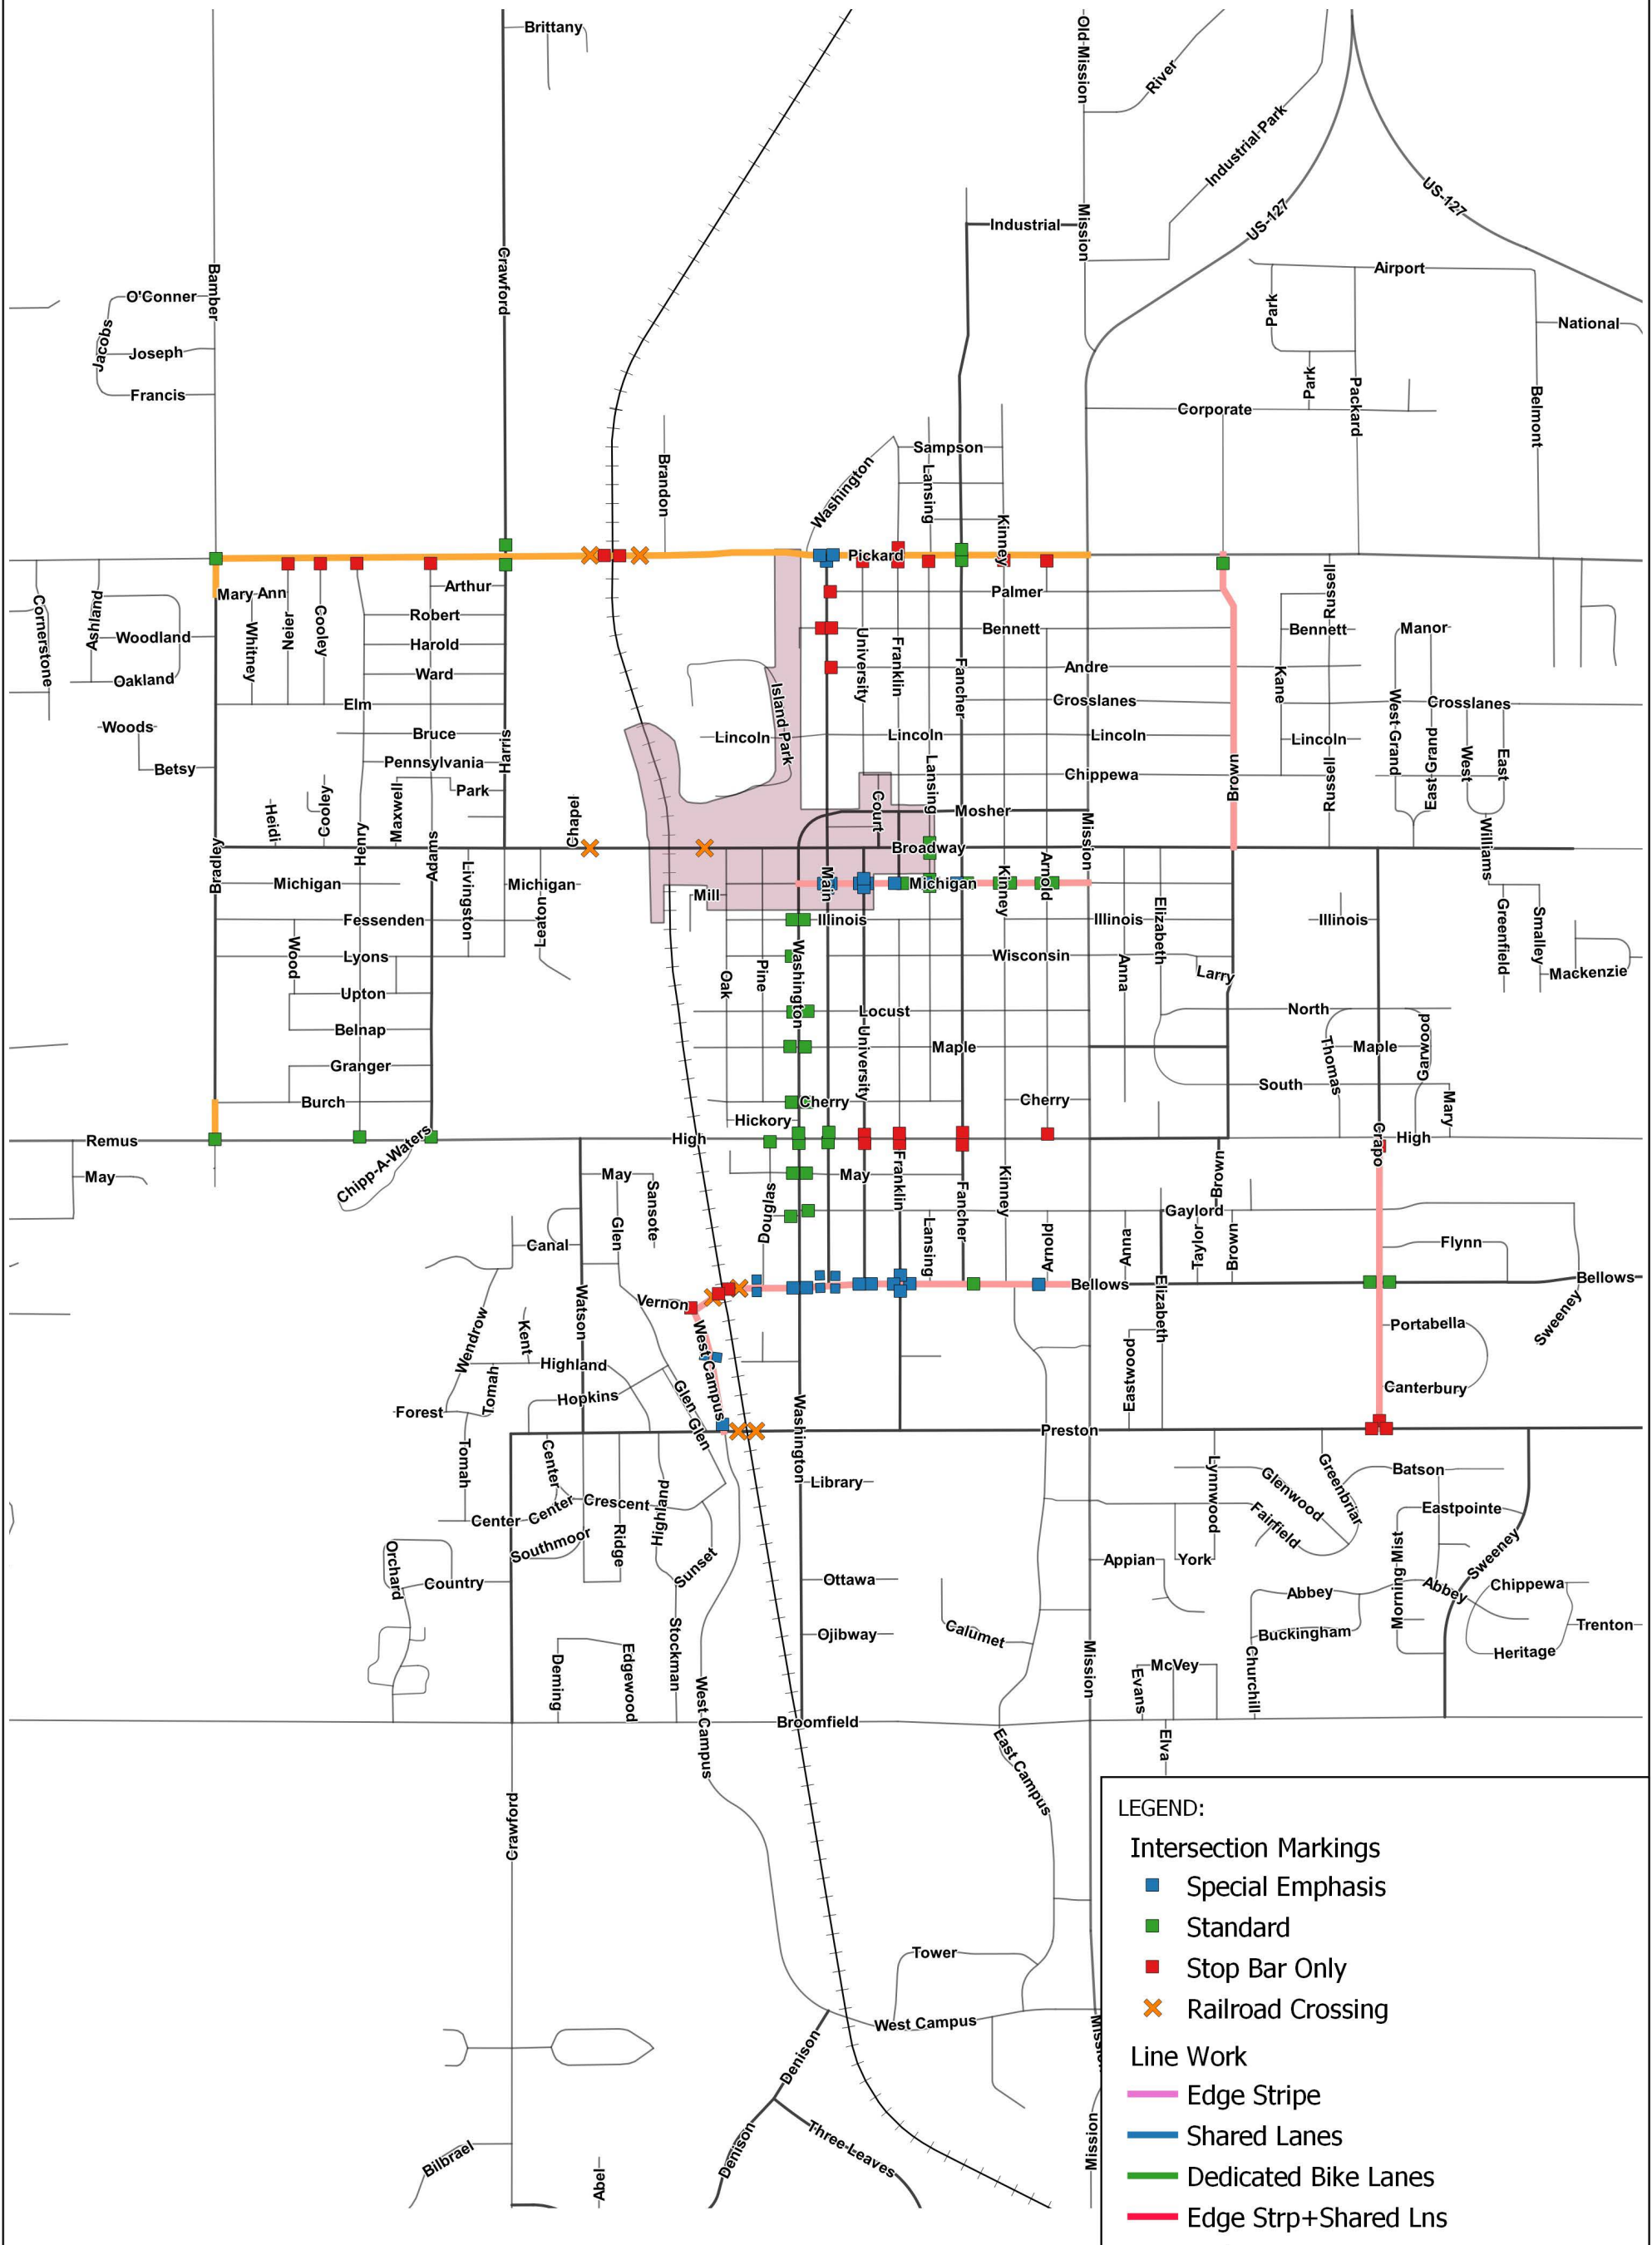 Brittany
Old Mission
River
Industrial Park
US-127
US-127
Bamber
Crawford
Industrial
Mission
Airport
O'Conner
Jacobs
Joseph
Francis
Park
National
Park
Packard
Belmont
Corporate
Sampson
Brandon
Washington
Lansing
Kinney
Pickard
Mary Ann
Arthur
Palmer
Cornerstone
Ashland
Woodland
Oakland
Whitney
Neier
Cooley
Robert
Harold
Ward
Elm
University
Franklin
Fancher
Bennett
Andre
Crosslanes
Russell
Bennett
Manor
Kane
West Grand
Crosslanes
Woods
Betsy
Bruce
Pennsylvania
Park
Harris
Island Park
Lincoln
Lincoln
Lincoln
Lincoln
Brown
Russell
East Grand
West
East
Chippewa
Lansing
Heidi
Cooley
Maxwell
Chapel
Court
Mosher
Mission
Bradley
Henry
Adams
Broadway
Williams
Michigan
Livingston
Michigan
Mill
Main
Michigan
Kinney
Arnold
Fessenden
Leaton
Illinois
Illinois
Elizabeth
Illinois
Greenfield
Smalley
Wood
Lyons
Oak
Pine
Washington
Wisconsin
Anna
Larry
Mackenzie
Upton
Locust
North
Belnap
University
Maple
Thomas
Maple
Garwood
Granger
South
Burch
Cherry
Cherry
Mary
Hickory
Remus
Chipp-A-Waters
High
Crapo
High
May
May
Sansote
May
Franklin
Kinney
Brown
Glen
Douglas
Fancher
Gaylord
Canal
Lansing
Arnold
Anna
Taylor
Brown
Flynn
Bellows
Bellows
Watson
Vernon
Elizabeth
Sweeney
Wendrow
Kent
West Campus
Portabella
Highland
Tomah
Eastwood
Hopkins
Canterbury
Forest
Glen
Glen
Washington
Preston
Tomah
Center
Library
Lynnwood
Glenwood
Greenbriar
Batson
Center
Center
Crescent
Highland
Fairfield
Eastpointe
Southmoor
Ridge
Orchard
Sunset
Appian
York
Morning Mist
Sweeney
Country
Ottawa
Abbey
Abbey
Chippewa
Stockman
Ojibway
Calumet
Buckingham
Trenton
Heritage
Deming
Edgewood
Mission
McVey
Evans
Churchill
West Campus
Broomfield
East Campus
Elva
Crawford
Tower
West Campus
Denison
Mission
Denison
Three Leaves
Bilbrael
Abel
LEGEND:
Intersection Markings
Special Emphasis
Standard
Stop Bar Only
Railroad Crossing
Line Work
Edge Stripe
Shared Lanes
Dedicated Bike Lanes
Edge Strp+Shared Lns